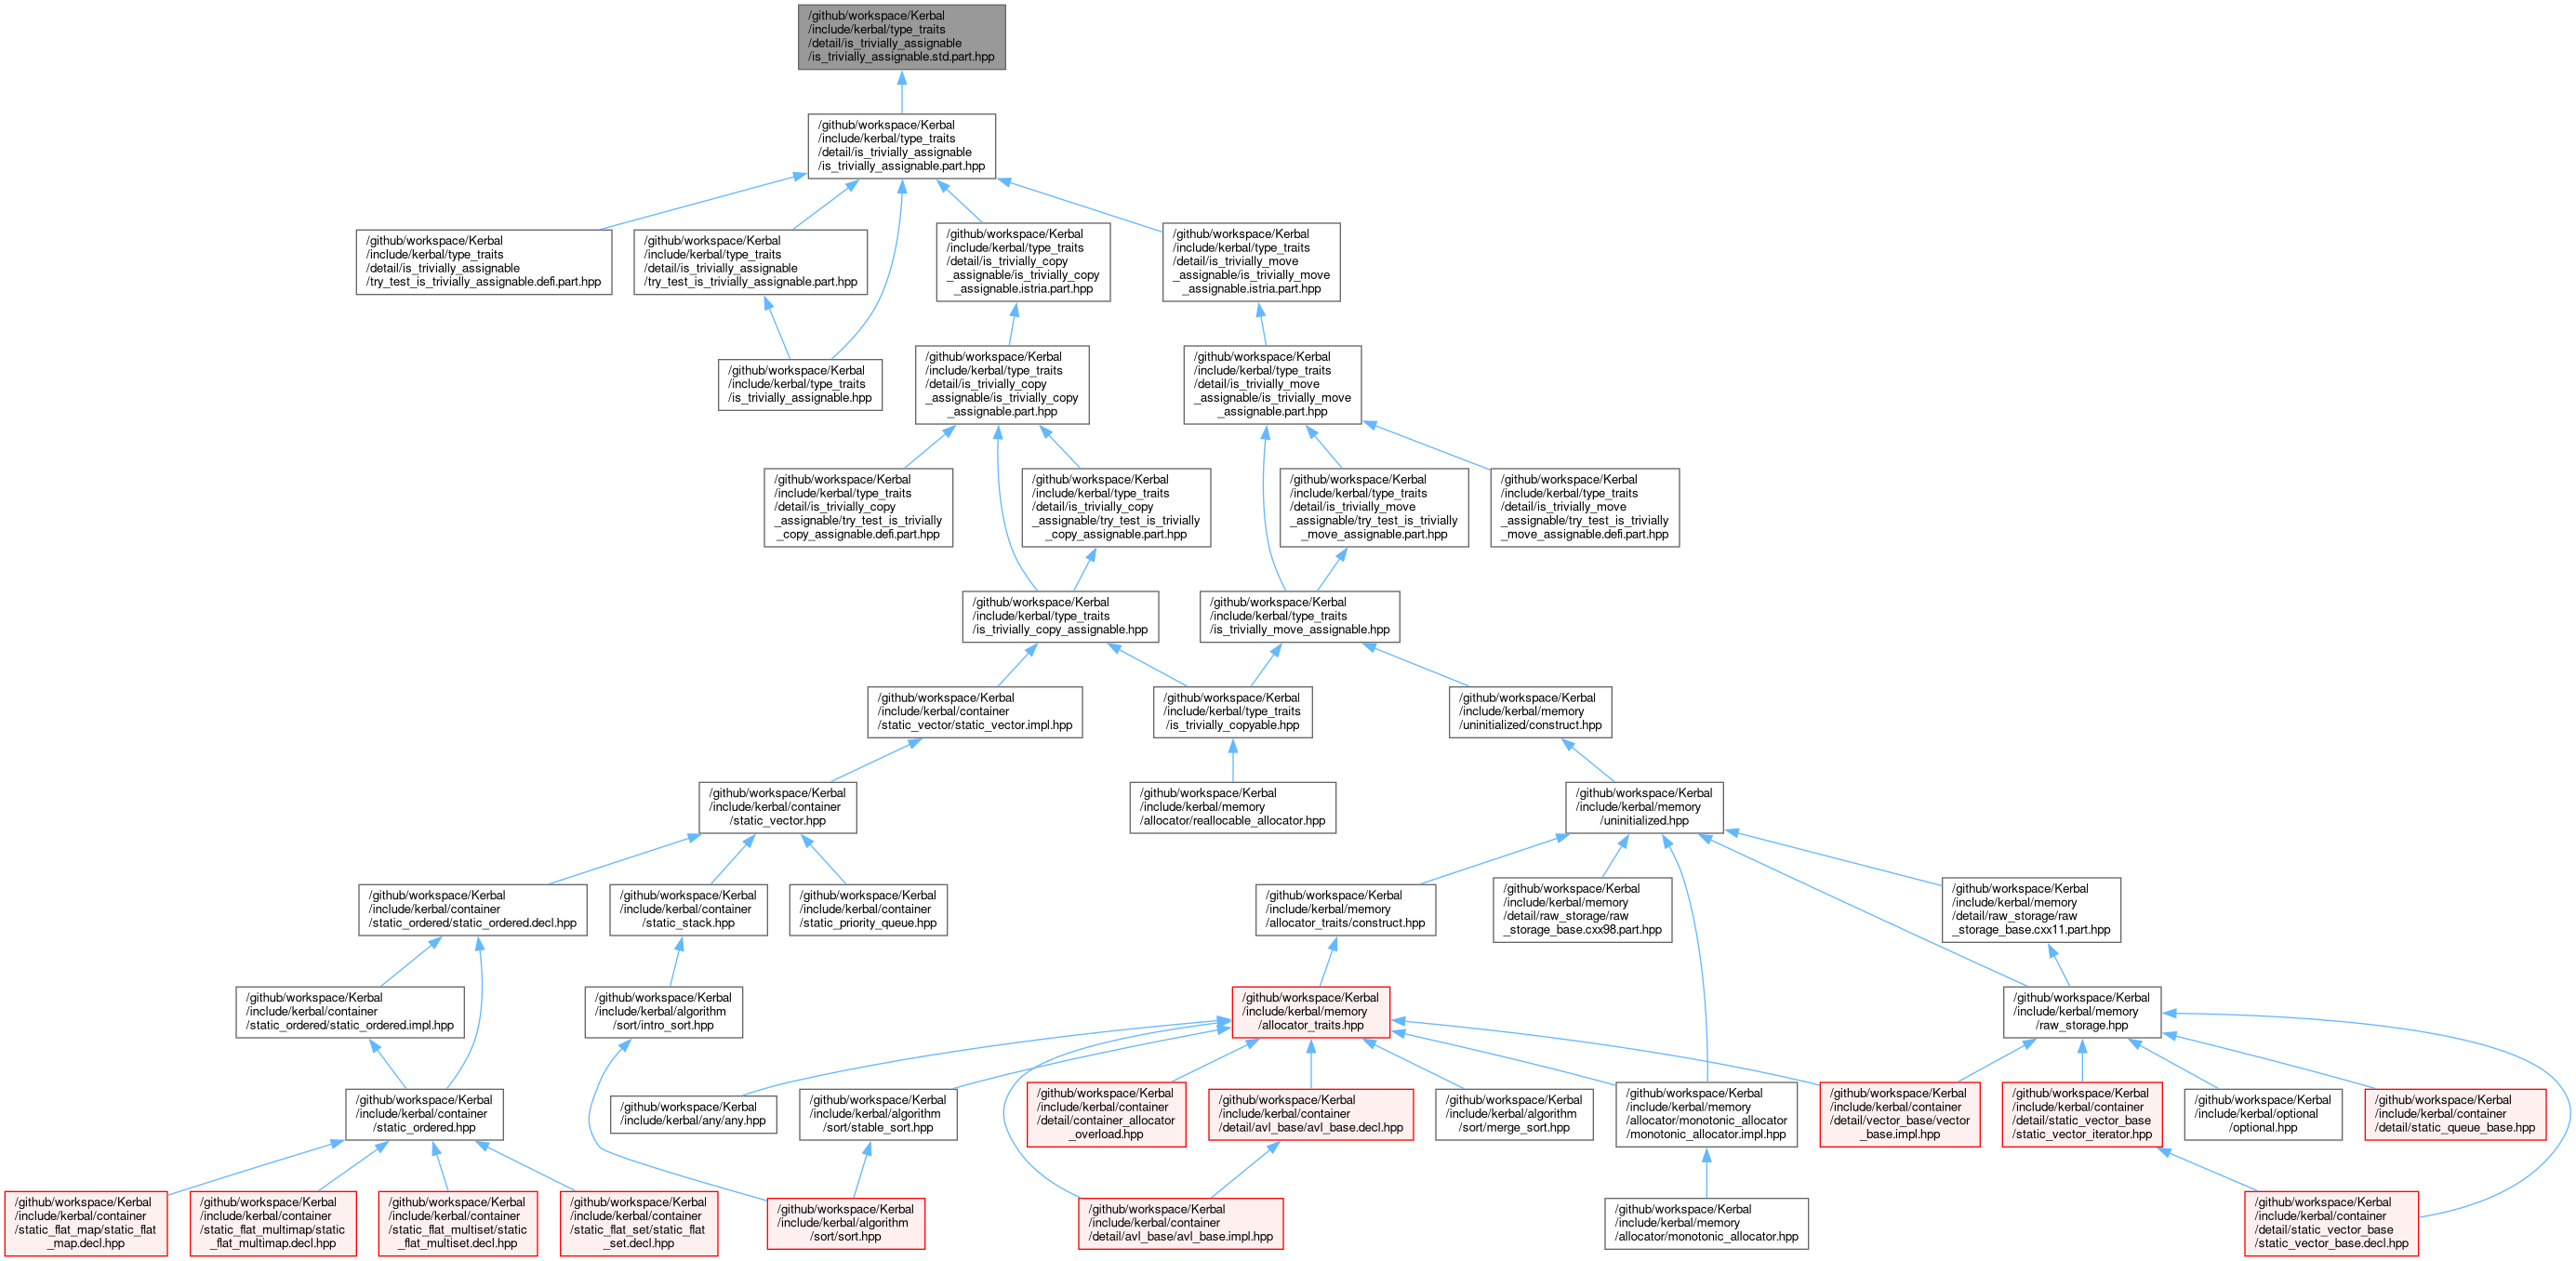 /github/workspace/Kerbal
/include/kerbal/type_traits
/detail/is_trivially_assignable
/is_trivially_assignable.std.part.hpp
/github/workspace/Kerbal
/include/kerbal/type_traits
/detail/is_trivially_assignable
/is_trivially_assignable.part.hpp
/github/workspace/Kerbal
/include/kerbal/type_traits
/detail/is_trivially_assignable
/try_test_is_trivially_assignable.defi.part.hpp
/github/workspace/Kerbal
/include/kerbal/type_traits
/detail/is_trivially_assignable
/try_test_is_trivially_assignable.part.hpp
/github/workspace/Kerbal
/include/kerbal/type_traits
/detail/is_trivially_copy
_assignable/is_trivially_copy
_assignable.istria.part.hpp
/github/workspace/Kerbal
/include/kerbal/type_traits
/detail/is_trivially_move
_assignable/is_trivially_move
_assignable.istria.part.hpp
/github/workspace/Kerbal
/include/kerbal/type_traits
/is_trivially_assignable.hpp
/github/workspace/Kerbal
/include/kerbal/type_traits
/detail/is_trivially_copy
_assignable/is_trivially_copy
_assignable.part.hpp
/github/workspace/Kerbal
/include/kerbal/type_traits
/detail/is_trivially_move
_assignable/is_trivially_move
_assignable.part.hpp
/github/workspace/Kerbal
/include/kerbal/type_traits
/detail/is_trivially_copy
_assignable/try_test_is_trivially
_copy_assignable.defi.part.hpp
/github/workspace/Kerbal
/include/kerbal/type_traits
/detail/is_trivially_copy
_assignable/try_test_is_trivially
_copy_assignable.part.hpp
/github/workspace/Kerbal
/include/kerbal/type_traits
/detail/is_trivially_move
_assignable/try_test_is_trivially
_move_assignable.part.hpp
/github/workspace/Kerbal
/include/kerbal/type_traits
/detail/is_trivially_move
_assignable/try_test_is_trivially
_move_assignable.defi.part.hpp
/github/workspace/Kerbal
/include/kerbal/type_traits
/is_trivially_copy_assignable.hpp
/github/workspace/Kerbal
/include/kerbal/type_traits
/is_trivially_move_assignable.hpp
/github/workspace/Kerbal
/include/kerbal/container
/static_vector/static_vector.impl.hpp
/github/workspace/Kerbal
/include/kerbal/type_traits
/is_trivially_copyable.hpp
/github/workspace/Kerbal
/include/kerbal/memory
/uninitialized/construct.hpp
/github/workspace/Kerbal
/include/kerbal/container
/static_vector.hpp
/github/workspace/Kerbal
/include/kerbal/memory
/allocator/reallocable_allocator.hpp
/github/workspace/Kerbal
/include/kerbal/memory
/uninitialized.hpp
/github/workspace/Kerbal
/include/kerbal/container
/static_ordered/static_ordered.decl.hpp
/github/workspace/Kerbal
/include/kerbal/container
/static_stack.hpp
/github/workspace/Kerbal
/include/kerbal/container
/static_priority_queue.hpp
/github/workspace/Kerbal
/include/kerbal/memory
/allocator_traits/construct.hpp
/github/workspace/Kerbal
/include/kerbal/memory
/detail/raw_storage/raw
_storage_base.cxx98.part.hpp
/github/workspace/Kerbal
/include/kerbal/memory
/detail/raw_storage/raw
_storage_base.cxx11.part.hpp
/github/workspace/Kerbal
/include/kerbal/container
/static_ordered/static_ordered.impl.hpp
/github/workspace/Kerbal
/include/kerbal/algorithm
/sort/intro_sort.hpp
/github/workspace/Kerbal
/include/kerbal/memory
/allocator_traits.hpp
/github/workspace/Kerbal
/include/kerbal/memory
/raw_storage.hpp
/github/workspace/Kerbal
/include/kerbal/container
/static_ordered.hpp
/github/workspace/Kerbal
/include/kerbal/any/any.hpp
/github/workspace/Kerbal
/include/kerbal/algorithm
/sort/stable_sort.hpp
/github/workspace/Kerbal
/include/kerbal/container
/detail/container_allocator
_overload.hpp
/github/workspace/Kerbal
/include/kerbal/container
/detail/avl_base/avl_base.decl.hpp
/github/workspace/Kerbal
/include/kerbal/algorithm
/sort/merge_sort.hpp
/github/workspace/Kerbal
/include/kerbal/memory
/allocator/monotonic_allocator
/monotonic_allocator.impl.hpp
/github/workspace/Kerbal
/include/kerbal/container
/detail/vector_base/vector
_base.impl.hpp
/github/workspace/Kerbal
/include/kerbal/container
/detail/static_vector_base
/static_vector_iterator.hpp
/github/workspace/Kerbal
/include/kerbal/optional
/optional.hpp
/github/workspace/Kerbal
/include/kerbal/container
/detail/static_queue_base.hpp
/github/workspace/Kerbal
/include/kerbal/container
/static_flat_map/static_flat
_map.decl.hpp
/github/workspace/Kerbal
/include/kerbal/container
/static_flat_multimap/static
_flat_multimap.decl.hpp
/github/workspace/Kerbal
/include/kerbal/container
/static_flat_multiset/static
_flat_multiset.decl.hpp
/github/workspace/Kerbal
/include/kerbal/container
/static_flat_set/static_flat
_set.decl.hpp
/github/workspace/Kerbal
/include/kerbal/algorithm
/sort/sort.hpp
/github/workspace/Kerbal
/include/kerbal/container
/detail/avl_base/avl_base.impl.hpp
/github/workspace/Kerbal
/include/kerbal/memory
/allocator/monotonic_allocator.hpp
/github/workspace/Kerbal
/include/kerbal/container
/detail/static_vector_base
/static_vector_base.decl.hpp